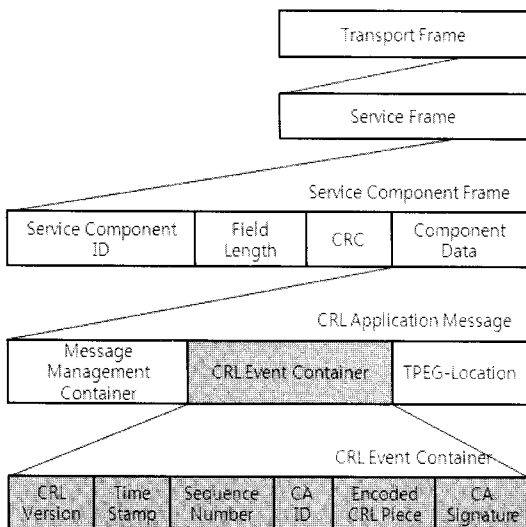 Transport Frame
Service Frame
Service Component Frame
Service Component
ID
Field
Length
CRC
Component
Data
CRL Application Message
Message
Management
Container
CRL Event Container
TPEG-Location
CRL Event Container
CRL
Version
Time
Stamp
Sequence
Number
CA
ID
Encoded
CRL Piece
CA
Signature